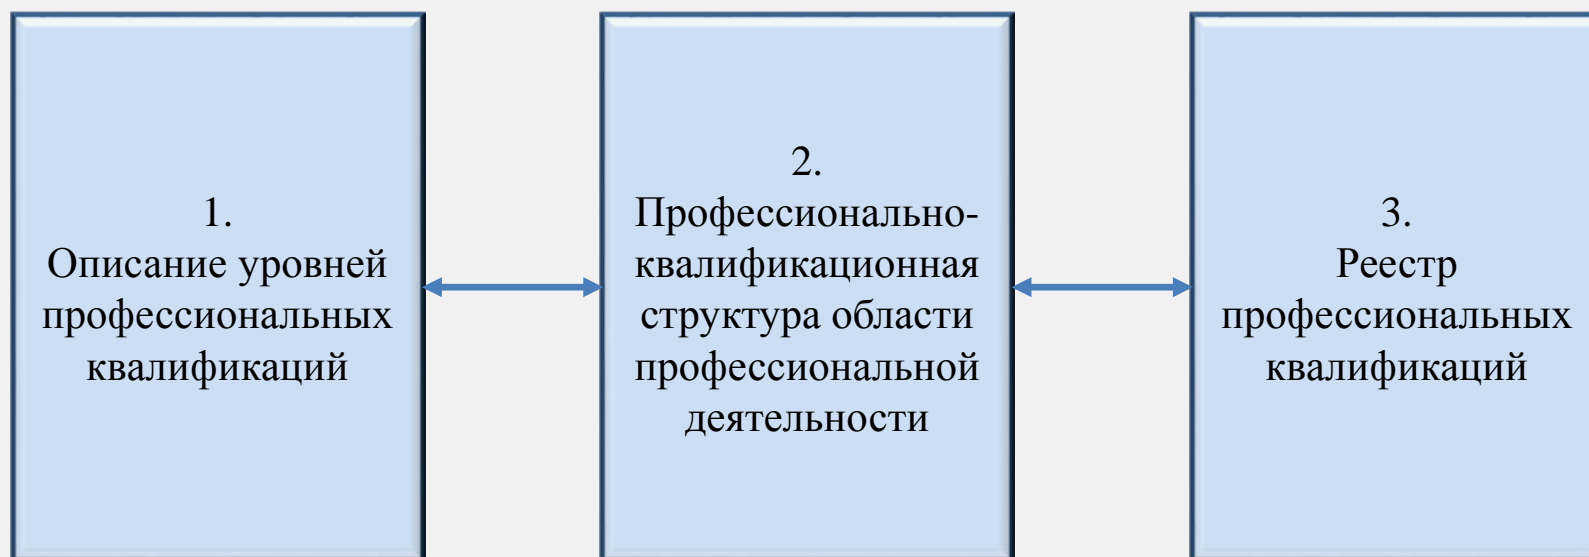 1.
Описание уровней
профессиональных
квалификаций
2.
Профессионально-
квалификационная
структура области
профессиональной
деятельности
3.
Реестр
профессиональных
квалификаций